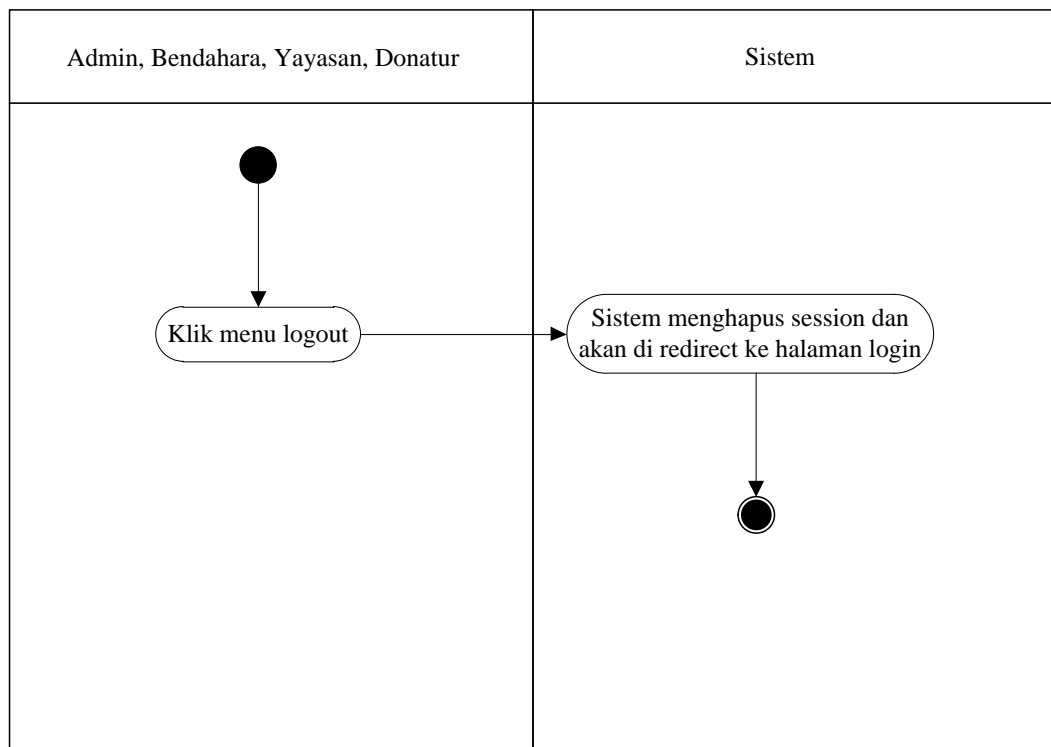 Admin, Bendahara, Yayasan, Donatur
Sistem
Klik menu logout
Sistem menghapus session dan
akan di redirect ke halaman login